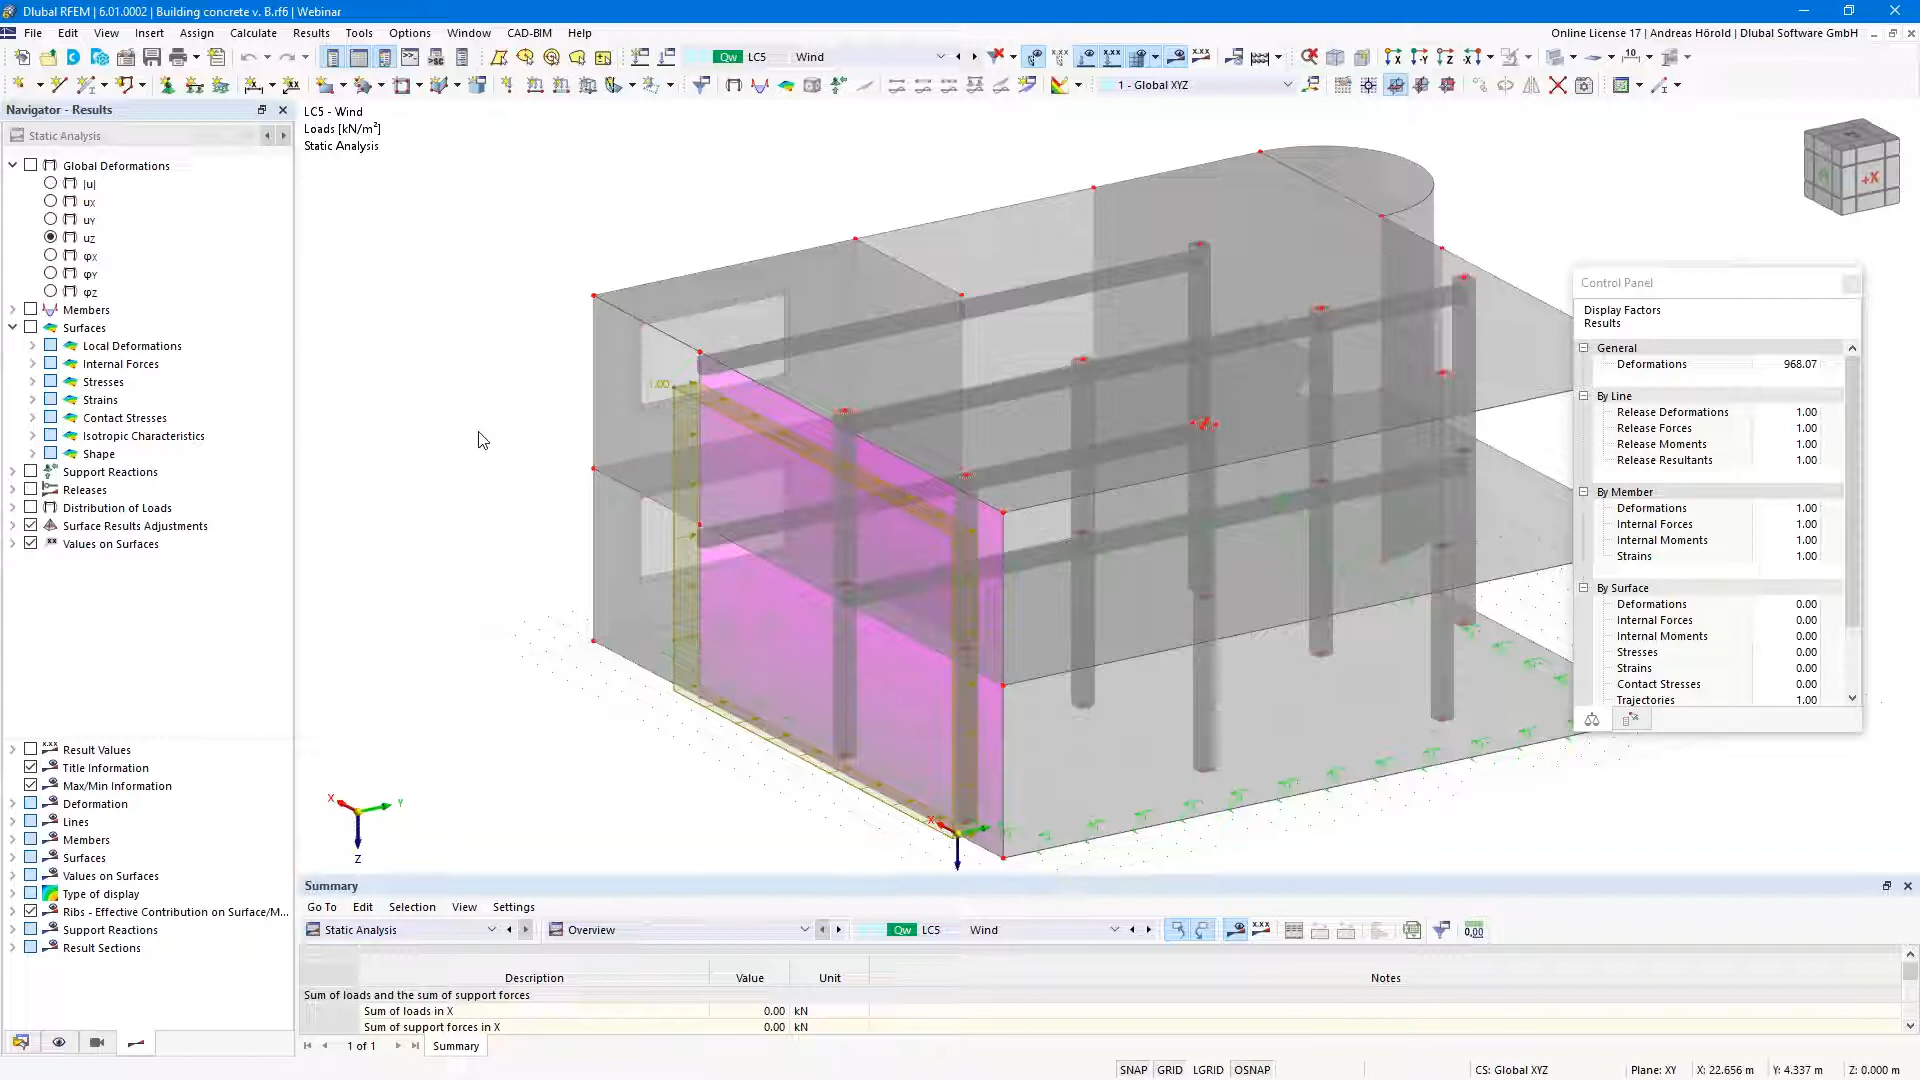 Dlubal RFEM | 6.01.0002 | Building concrete v. B.rf6 | Webinar
File Edit View Insert Assign Calculate Results Tools Options Window CAD-BIM Help
Online License 17 | Andreas Hörold | Dlubal Software GmbH
Qw LC5 Wind
1 - Global XYZ
Navigator - Results
Static Analysis
Global Deformations
|u|
uX
uY
uZ
φX
φY
φZ
Members
Surfaces
Local Deformations
Internal Forces
Stresses
Strains
Contact Stresses
Isotropic Characteristics
Shape
Support Reactions
Releases
Distribution of Loads
Surface Results Adjustments
Values on Surfaces
Result Values
Title Information
Max/Min Information
Deformation
Lines
Members
Surfaces
Values on Surfaces
Type of display
Ribs - Effective Contribution on Surface/M...
Support Reactions
Result Sections
LC5 - Wind
Loads [kN/m²]
Static Analysis
1.00
+X
X
Y
Z
X
Control Panel
Display Factors
Results
General
Deformations 968.07
By Line
Release Deformations 1.00
Release Forces 1.00
Release Moments 1.00
Release Resultants 1.00
By Member
Deformations 1.00
Internal Forces 1.00
Internal Moments 1.00
Strains 1.00
By Surface
Deformations 0.00
Internal Forces 0.00
Internal Moments 0.00
Stresses 0.00
Strains 0.00
Contact Stresses 0.00
Trajectories 1.00
Summary
Go To Edit Selection View Settings
Static Analysis Overview Qw LC5 Wind
Description Value Unit Notes
Sum of loads and the sum of support forces
Sum of loads in X 0.00 kN
Sum of support forces in X 0.00 kN
1 of 1 Summary
SNAP GRID LGRID OSNAP CS: Global XYZ Plane: XY X: 22.656 m Y: 4.337 m Z: 0.000 m